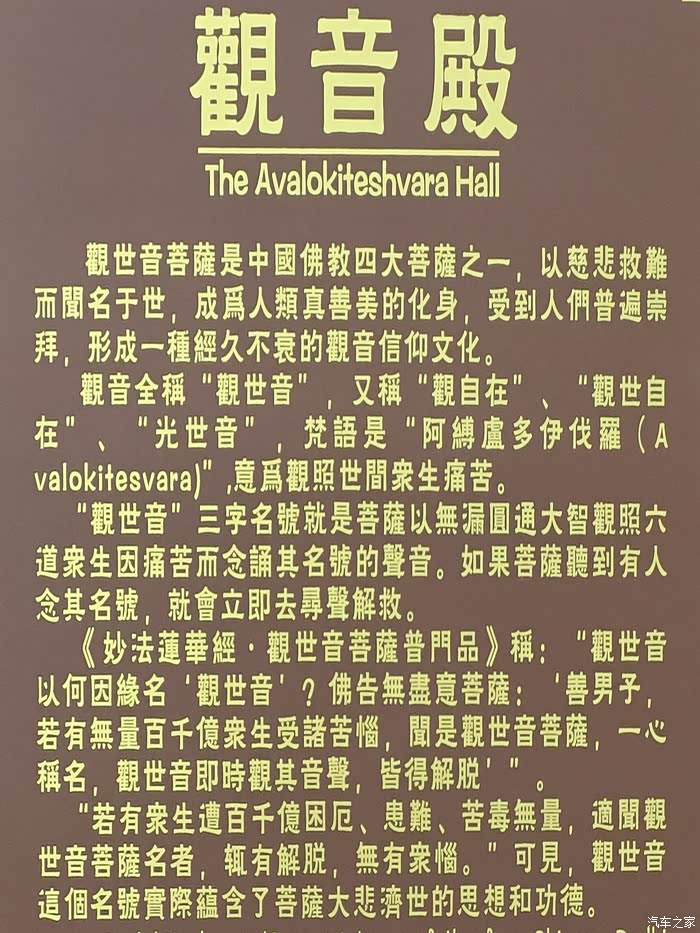 觀音殿
The Avalokiteshvara Hall
觀世音菩薩是中國佛教四大菩薩之一，以慈悲救難
而聞名于世，成爲人類真善美的化身，受到人們普遍崇
拜，形成一種經久不衰的觀音信仰文化。
觀音全稱“觀世音”，又稱“觀自在”、“觀世自
在”、“光世音”，梵語是“阿縛盧多伊伐羅（A
valokitesvara)”,意爲觀照世間衆生痛苦。
“觀世音”三字名號就是菩薩以無漏圓通大智觀照六
道衆生因痛苦而念誦其名號的聲音。如果菩薩聽到有人
念其名號，就會立即去尋聲解救。
《妙法蓮華經·觀世音菩薩普門品》稱：“觀世音
以何因緣名‘觀世音’？佛告無盡意菩薩：‘善男子，
若有無量百千億衆生受諸苦惱，聞是觀世音菩薩，一心
稱名，觀世音即時觀其音聲，皆得解脱’”。
“若有衆生遭百千億困厄、患難、苦毒無量，適聞觀
世音菩薩名者，辄有解脱，無有衆惱。”可見，觀世音
這個名號實際蘊含了菩薩大悲濟世的思想和功德。
汽车之家